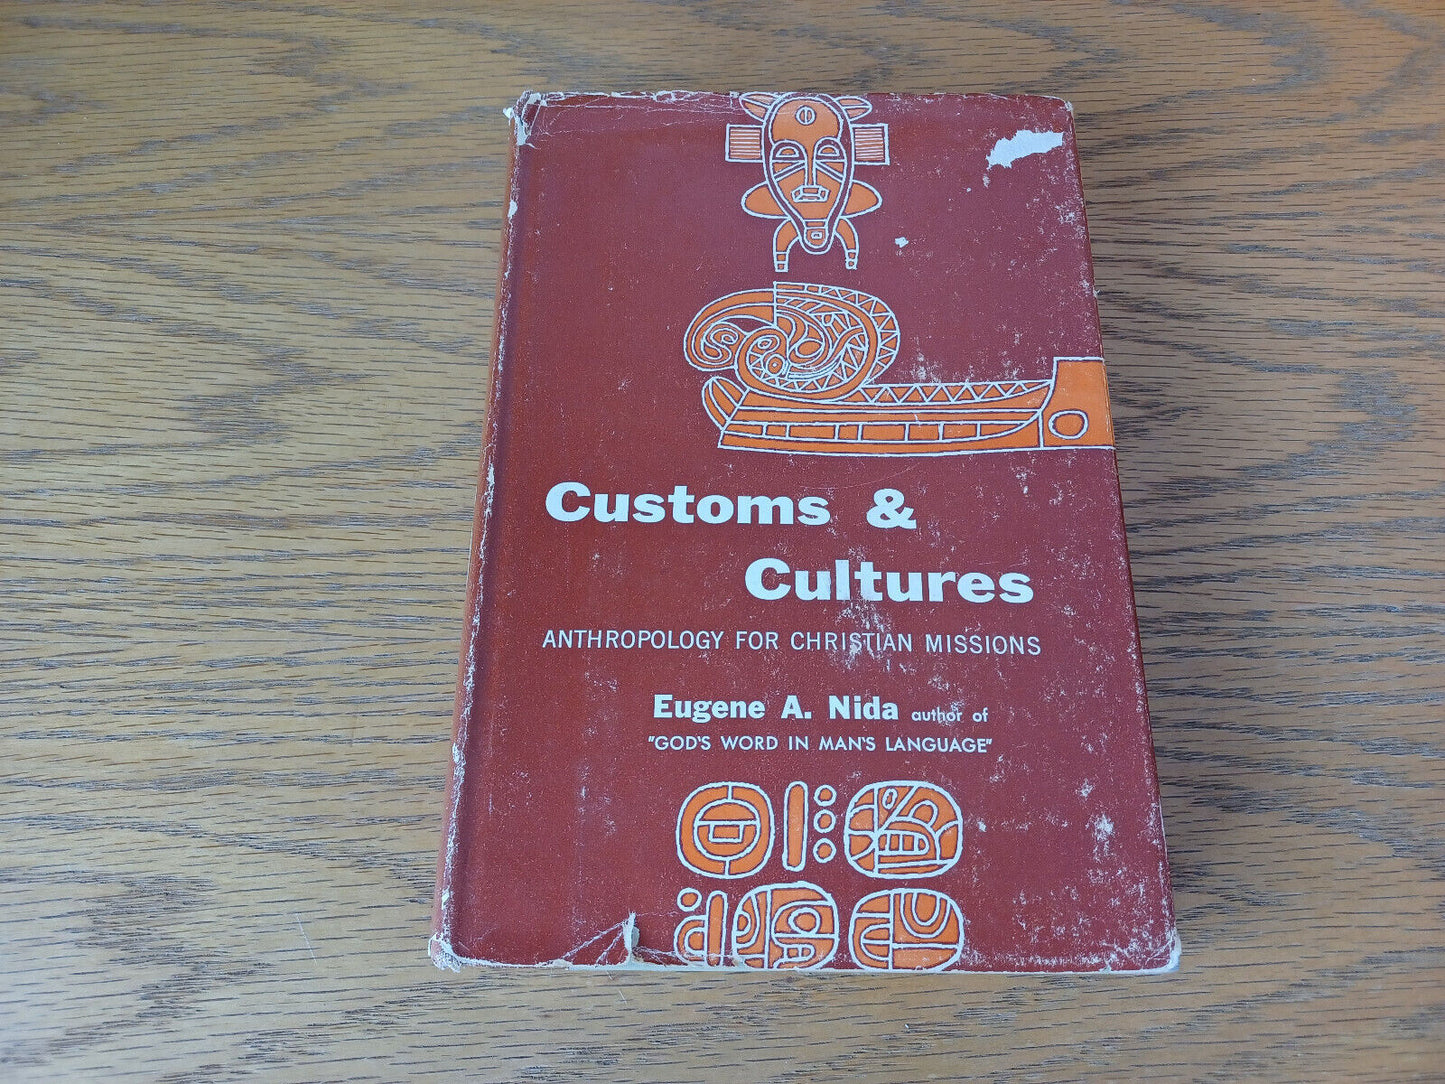 Customs &
Cultures
ANTHROPOLOGY FOR CHRISTIAN MISSIONS
Eugene A. Nida author of
"GOD'S WORD IN MAN'S LANGUAGE"